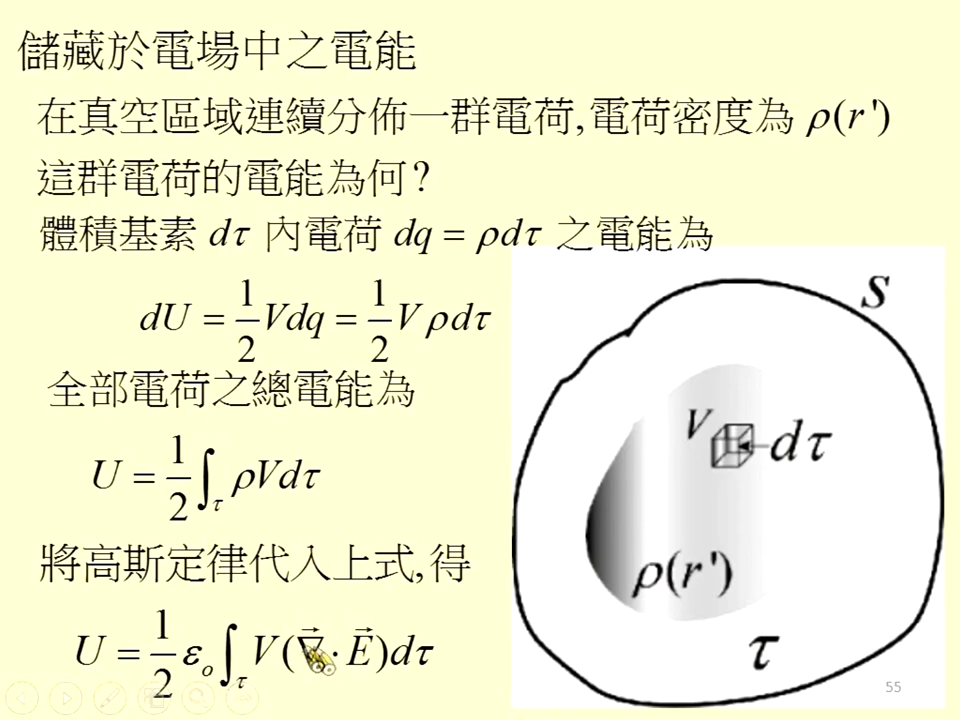 儲藏於電場中之電能
在真空區域連續分佈一群電荷,電荷密度為 ρ(r')
這群電荷的電能為何?
體積基素 dτ 內電荷 dq = ρdτ 之電能為
dU = 1/2 Vdq = 1/2 V ρdτ
全部電荷之總電能為
U = 1/2 ∫τ ρVdτ
將高斯定律代入上式,得
U = 1/2 εo ∫τ V(∇⃗ · E⃗)dτ
S
V
dτ
ρ(r')
τ
55